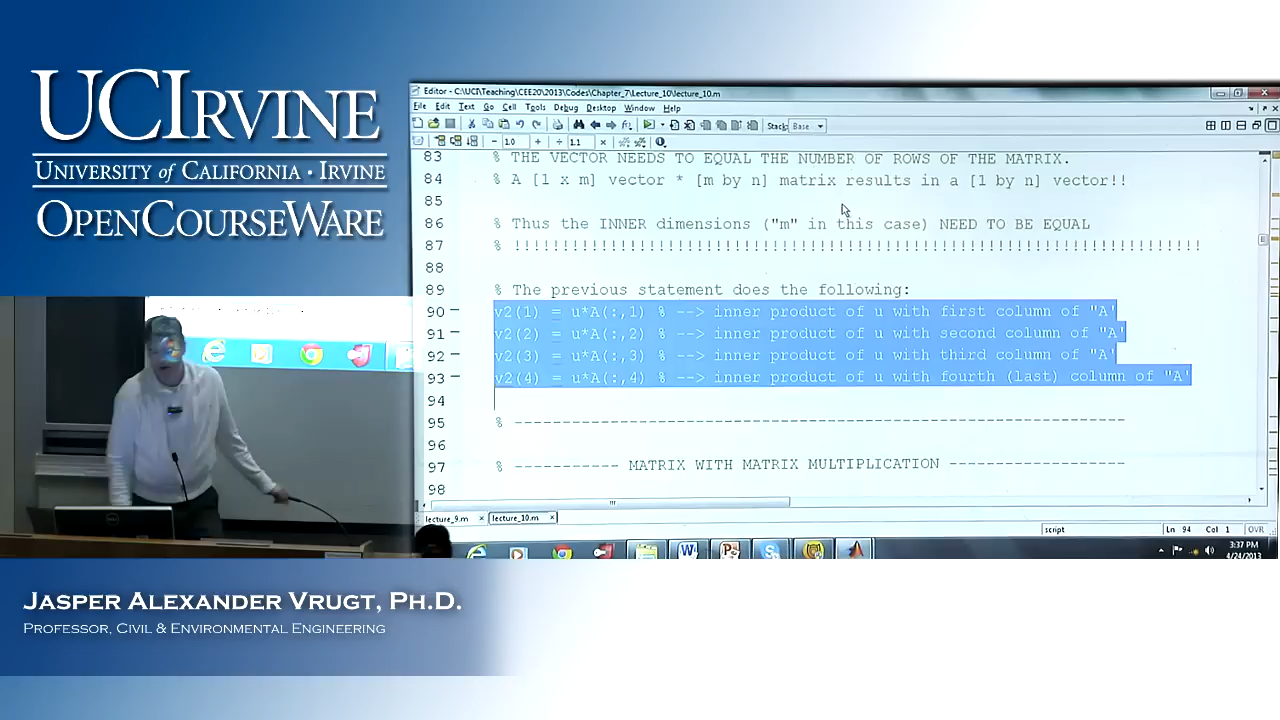 UCIRVINE
UNIVERSITY of CALIFORNIA · IRVINE
OPENCOURSEWARE
Editor - C:\UCI\Teaching\CEE20\2013\Codes\Chapter_7\Lecture_10\lecture_10.m
File Edit Text Go Cell Tools Debug Desktop Window Help
Stack: Base
1.0 + ÷ 1.1 ×
83 % THE VECTOR NEEDS TO EQUAL THE NUMBER OF ROWS OF THE MATRIX.
84 % A [1 x m] vector * [m by n] matrix results in a [1 by n] vector!!
85
86 % Thus the INNER dimensions ("m" in this case) NEED TO BE EQUAL
87 % !!!!!!!!!!!!!!!!!!!!!!!!!!!!!!!!!!!!!!!!!!!!!!!!!!!!!!!!!!!!!!!!!!!!!!!!
88
89 % The previous statement does the following:
90 v2(1) = u*A(:,1) % --> inner product of u with first column of "A"
91 v2(2) = u*A(:,2) % --> inner product of u with second column of "A"
92 v2(3) = u*A(:,3) % --> inner product of u with third column of "A"
93 v2(4) = u*A(:,4) % --> inner product of u with fourth (last) column of "A"
94
95 % ----------------------------------------------------------------
96
97 % ----------- MATRIX WITH MATRIX MULTIPLICATION ------------------
98
lecture_9.m × lecture_10.m ×
script Ln 94 Col 1 OVR
3:37 PM
4/24/2013
JASPER ALEXANDER VRUGT, PH.D.
PROFESSOR, CIVIL & ENVIRONMENTAL ENGINEERING